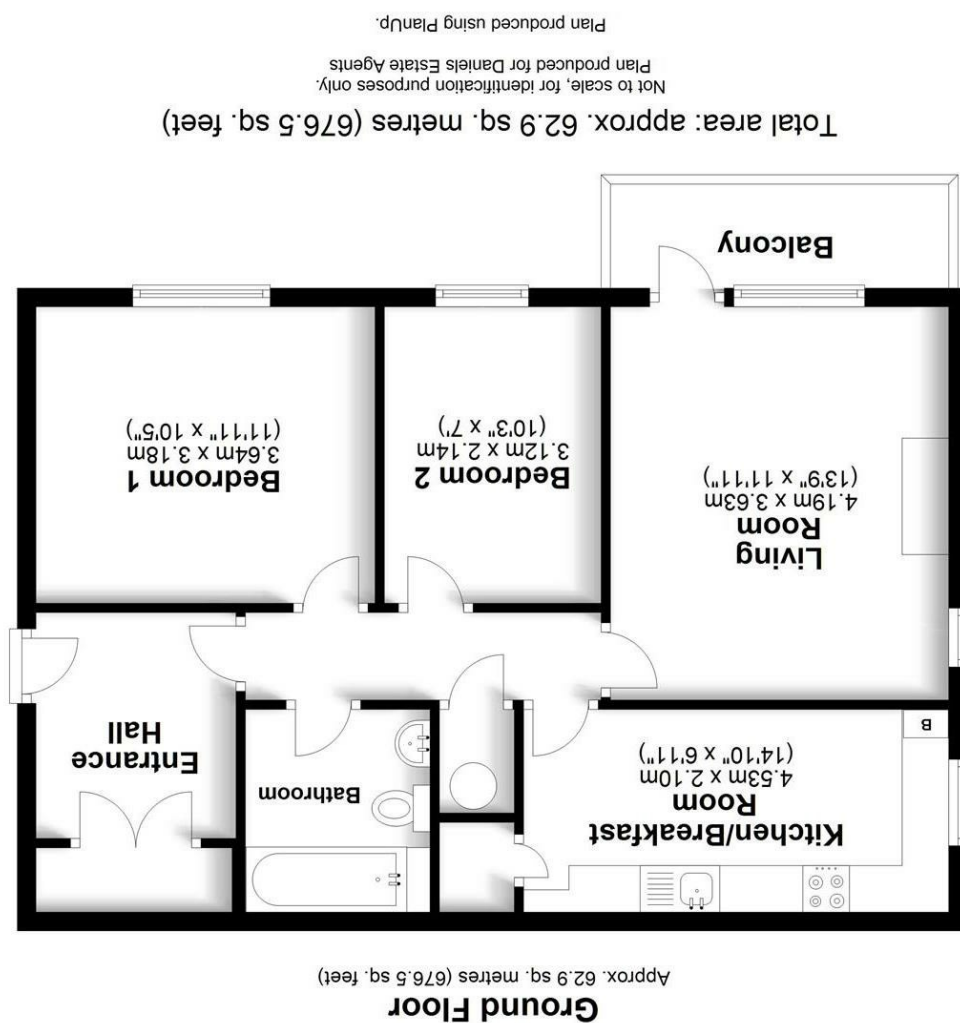 Ground Floor
Approx. 62.9 sq. metres (676.5 sq. feet)
Kitchen/Breakfast
Room
4.53m x 2.10m
(14'10" x 6'11")
B
Bathroom
Entrance
Hall
Living
Room
4.19m x 3.63m
(13'9" x 11'11")
Bedroom 2
3.12m x 2.14m
(10'3" x 7')
Bedroom 1
3.64m x 3.18m
(11'11" x 10'5")
Balcony
Total area: approx. 62.9 sq. metres (676.5 sq. feet)
Not to scale, for identification purposes only.
Plan produced for Daniels Estate Agents
Plan produced using PlanUp.